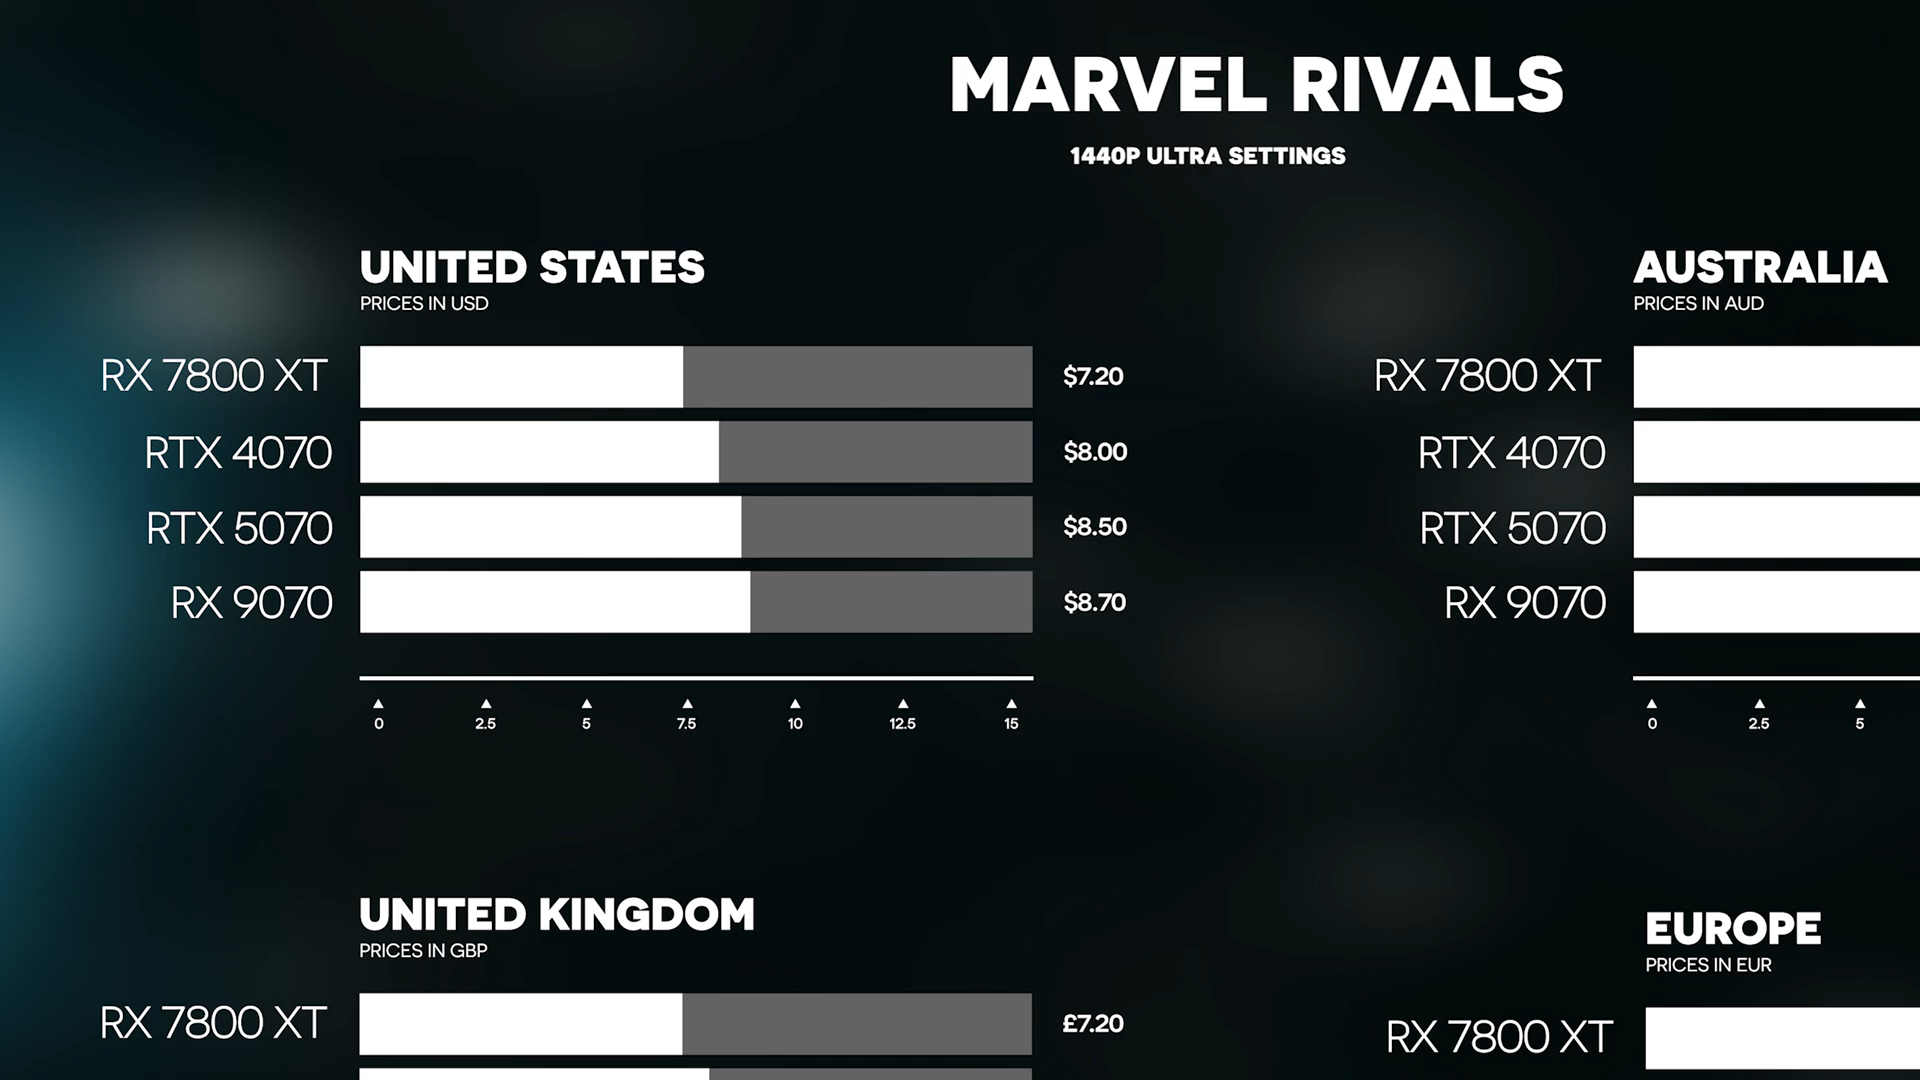 MARVEL RIVALS
1440P ULTRA SETTINGS
UNITED STATES
PRICES IN USD
RX 7800 XT $7.20
RTX 4070 $8.00
RTX 5070 $8.50
RX 9070 $8.70
0 2.5 5 7.5 10 12.5 15
AUSTRALIA
PRICES IN AUD
RX 7800 XT
RTX 4070
RTX 5070
RX 9070
0 2.5 5
UNITED KINGDOM
PRICES IN GBP
RX 7800 XT £7.20
EUROPE
PRICES IN EUR
RX 7800 XT